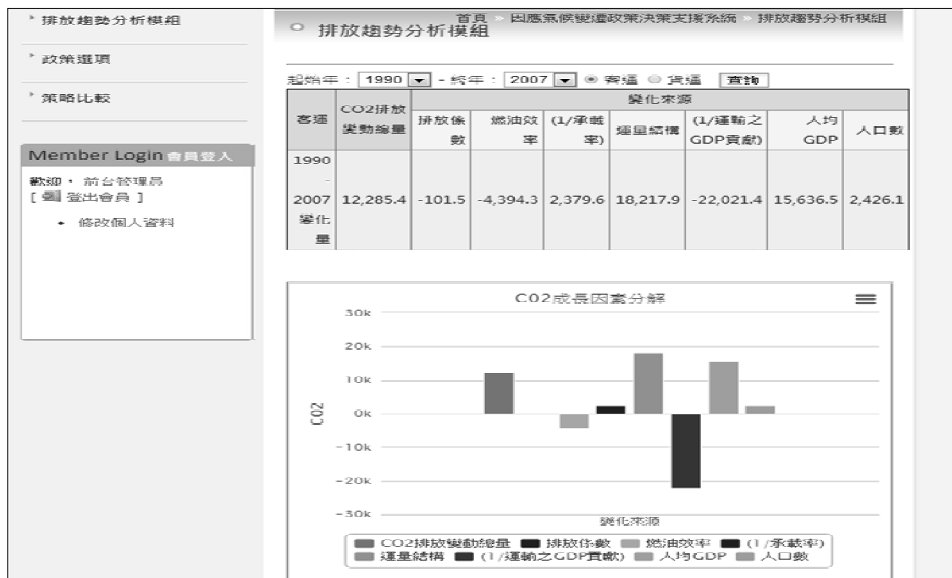 首頁 » 因應氣候變遷政策決策支援系統 » 排放趨勢分析模組
排放趨勢分析模組
政策選項
策略比較
Member Login 會員登入
歡迎， 前台管理員
[ 登出會員 ]
修改個人資料
排放趨勢分析模組
起始年： 1990 - 終年： 2007 客運 貨運 查詢
客運 CO2排放變動總量 變化來源
排放係數 燃油效率 (1/承載率) 運量結構 (1/運輸之GDP貢獻) 人均GDP 人口數
1990 - 2007 變化量 12,285.4 -101.5 -4,394.3 2,379.6 18,217.9 -22,021.4 15,636.5 2,426.1
CO2成長因素分解
30k
20k
10k
0k
-10k
-20k
-30k
CO2
變化來源
CO2排放變動總量 排放係數 燃油效率 (1/承載率)
運量結構 (1/運輸之GDP貢獻) 人均GDP 人口數